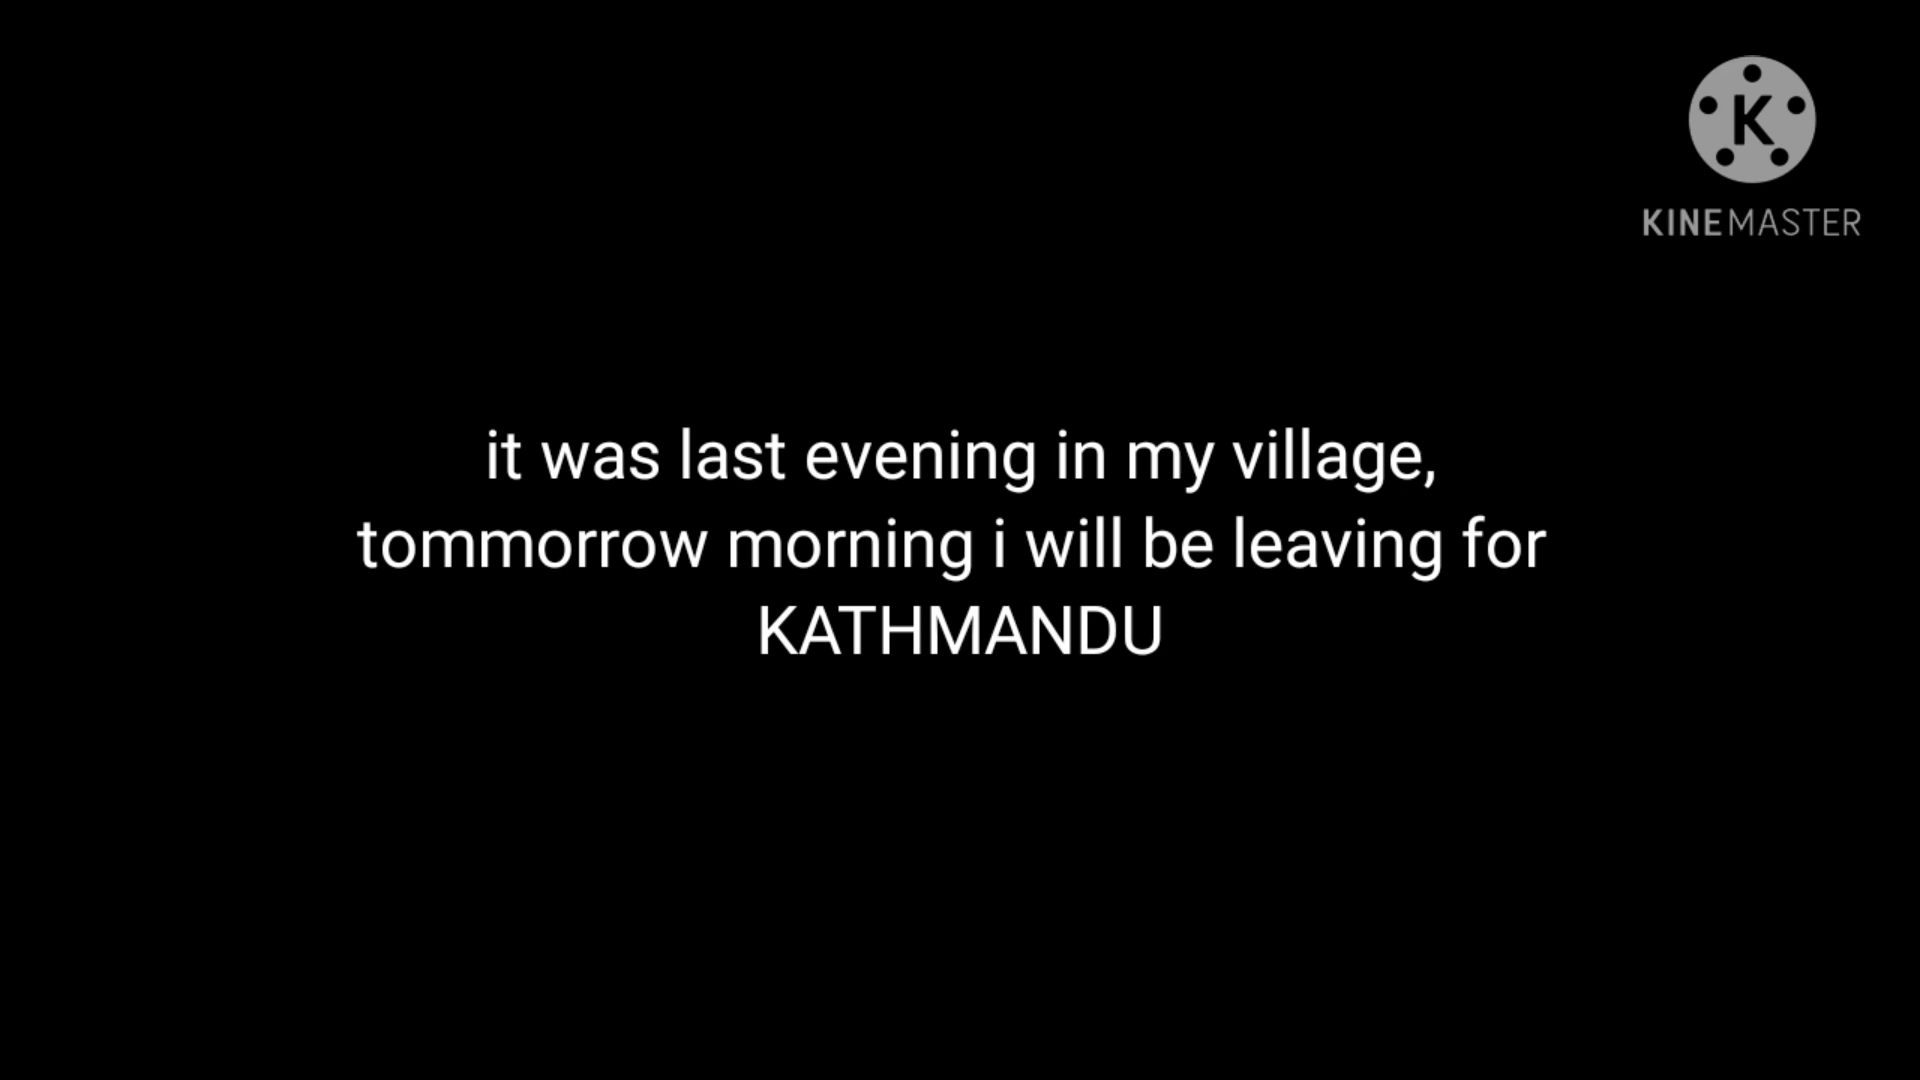 K
KINEMASTER
it was last evening in my village,
tommorrow morning i will be leaving for
KATHMANDU